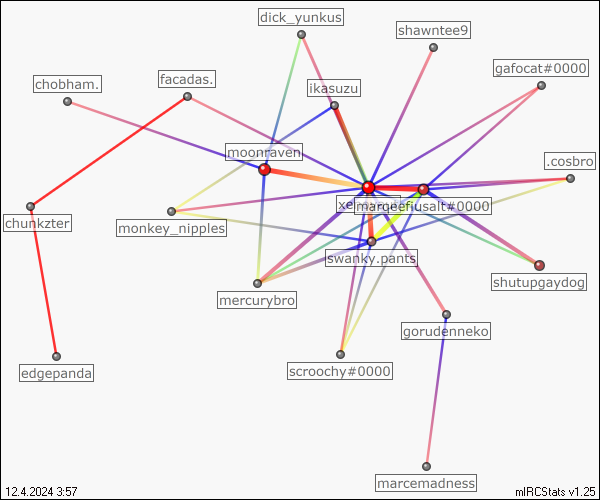 dick_yunkus
shawntee9
gafocat#0000
chobham.
facadas.
ikasuzu
moonraven
.cosbro
xe
margeefiusalt#0000
chunkzter
monkey_nipples
swanky.pants
shutupgaydog
mercurybro
gorudenneko
scroochy#0000
edgepanda
marcemadness
12.4.2024 3:57
mIRCStats v1.25